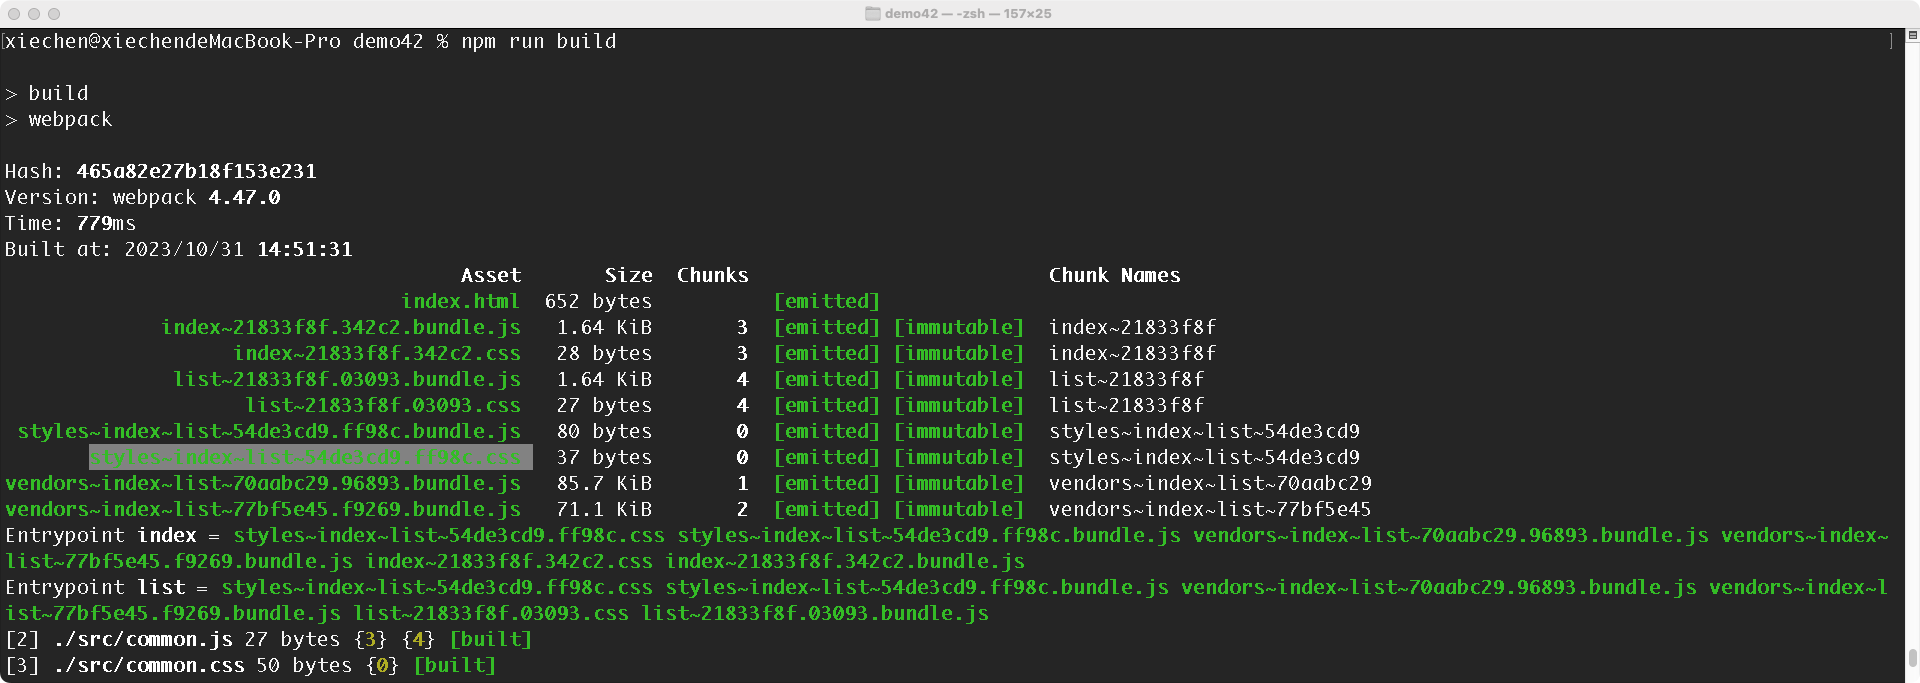 demo42 — -zsh — 157×25
xiechen@xiechendeMacBook-Pro demo42 % npm run build
> build
> webpack
Hash: 465a82e27b18f153e231
Version: webpack 4.47.0
Time: 779ms
Built at: 2023/10/31 14:51:31
Asset Size Chunks Chunk Names
index.html 652 bytes [emitted]
index~21833f8f.342c2.bundle.js 1.64 KiB 3 [emitted] [immutable] index~21833f8f
index~21833f8f.342c2.css 28 bytes 3 [emitted] [immutable] index~21833f8f
list~21833f8f.03093.bundle.js 1.64 KiB 4 [emitted] [immutable] list~21833f8f
list~21833f8f.03093.css 27 bytes 4 [emitted] [immutable] list~21833f8f
styles~index~list~54de3cd9.ff98c.bundle.js 80 bytes 0 [emitted] [immutable] styles~index~list~54de3cd9
styles~index~list~54de3cd9.ff98c.css 37 bytes 0 [emitted] [immutable] styles~index~list~54de3cd9
vendors~index~list~70aabc29.96893.bundle.js 85.7 KiB 1 [emitted] [immutable] vendors~index~list~70aabc29
vendors~index~list~77bf5e45.f9269.bundle.js 71.1 KiB 2 [emitted] [immutable] vendors~index~list~77bf5e45
Entrypoint index = styles~index~list~54de3cd9.ff98c.css styles~index~list~54de3cd9.ff98c.bundle.js vendors~index~list~70aabc29.96893.bundle.js vendors~index~
list~77bf5e45.f9269.bundle.js index~21833f8f.342c2.css index~21833f8f.342c2.bundle.js
Entrypoint list = styles~index~list~54de3cd9.ff98c.css styles~index~list~54de3cd9.ff98c.bundle.js vendors~index~list~70aabc29.96893.bundle.js vendors~index~l
ist~77bf5e45.f9269.bundle.js list~21833f8f.03093.css list~21833f8f.03093.bundle.js
[2] ./src/common.js 27 bytes {3} {4} [built]
[3] ./src/common.css 50 bytes {0} [built]